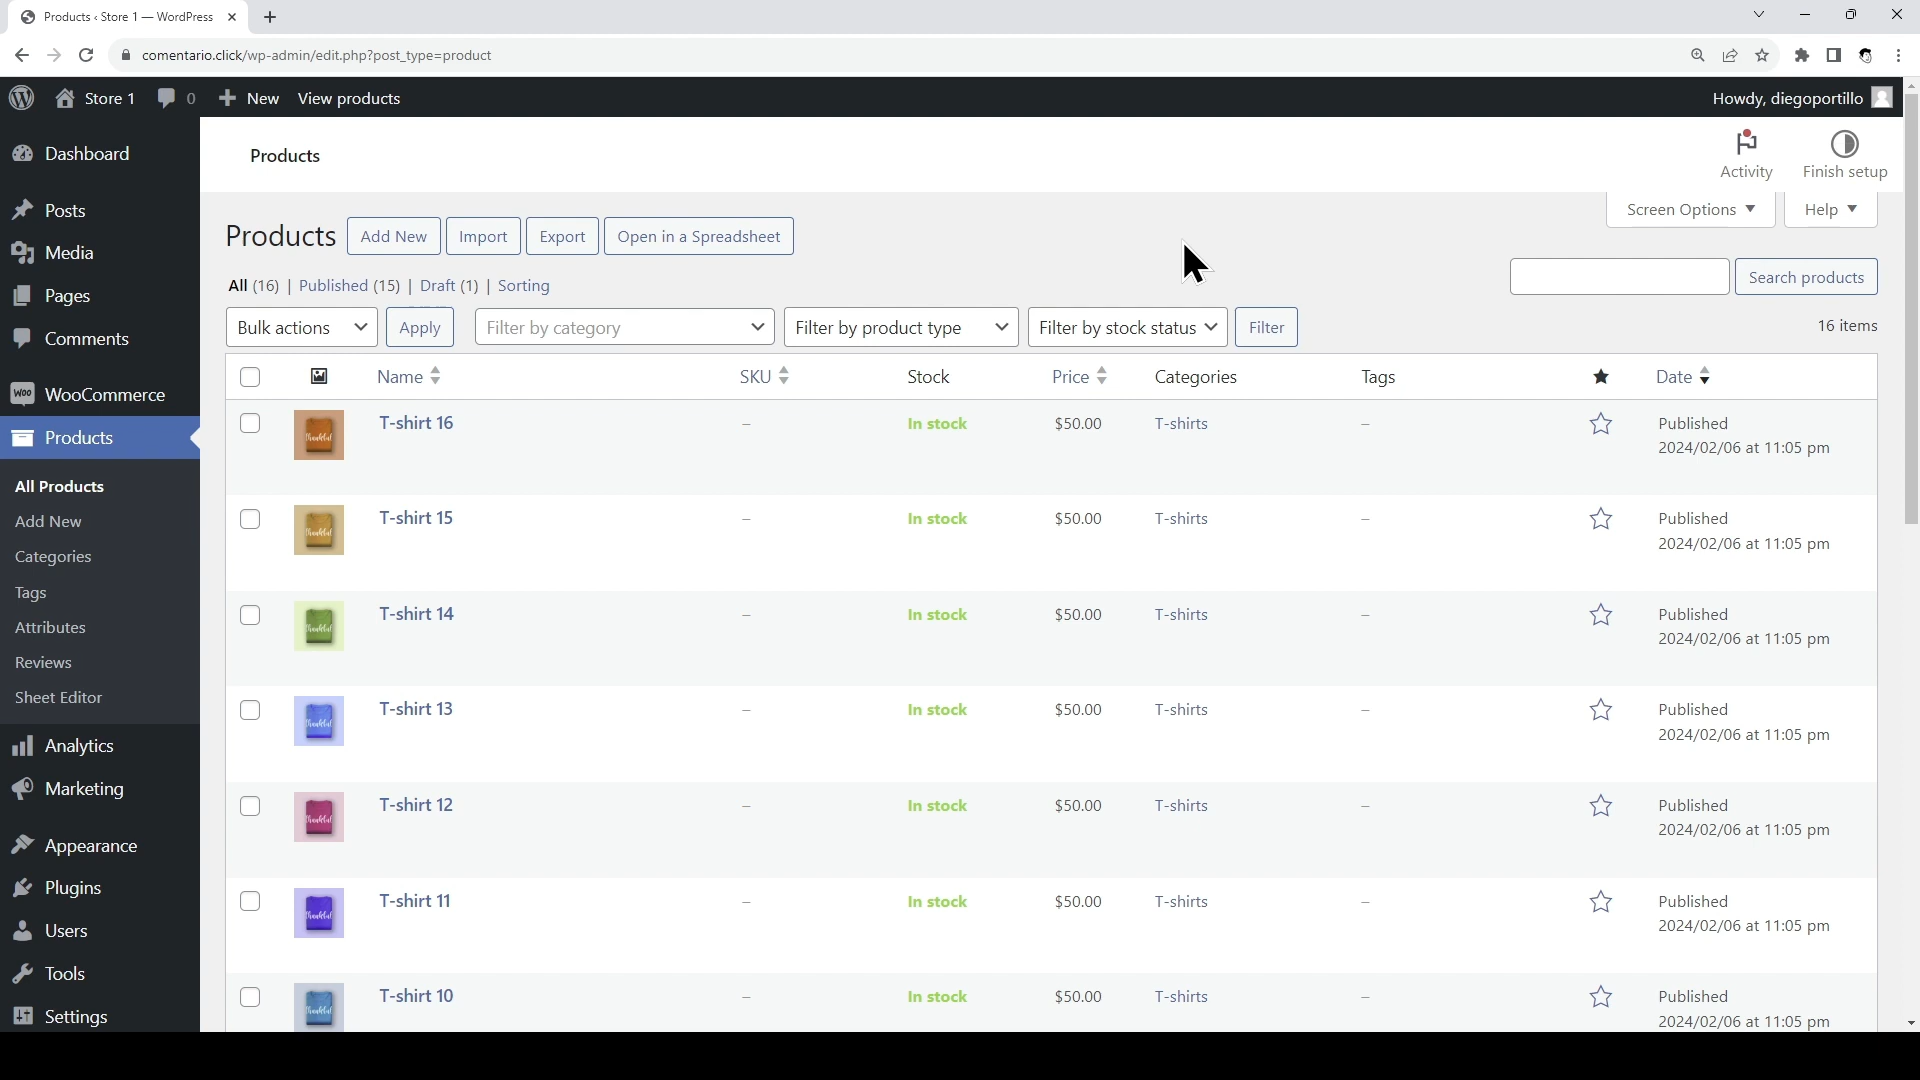 Products ‹ Store 1 — WordPress
comentario.click/wp-admin/edit.php?post_type=product
Store 1 0 New View products Howdy, diegoportillo
Dashboard
Posts
Media
Pages
Comments
WOO WooCommerce
Products
All Products
Add New
Categories
Tags
Attributes
Reviews
Sheet Editor
Analytics
Marketing
Appearance
Plugins
Users
Tools
Settings
Products
Activity Finish setup
Screen Options Help
Products Add New Import Export Open in a Spreadsheet
Search products
All (16) | Published (15) | Draft (1) | Sorting
Bulk actions Apply Filter by category Filter by product type Filter by stock status Filter 16 items
Name SKU Stock Price Categories Tags Date
T-shirt 16 – In stock $50.00 T-shirts – Published
2024/02/06 at 11:05 pm
T-shirt 15 – In stock $50.00 T-shirts – Published
2024/02/06 at 11:05 pm
T-shirt 14 – In stock $50.00 T-shirts – Published
2024/02/06 at 11:05 pm
T-shirt 13 – In stock $50.00 T-shirts – Published
2024/02/06 at 11:05 pm
T-shirt 12 – In stock $50.00 T-shirts – Published
2024/02/06 at 11:05 pm
T-shirt 11 – In stock $50.00 T-shirts – Published
2024/02/06 at 11:05 pm
T-shirt 10 – In stock $50.00 T-shirts – Published
2024/02/06 at 11:05 pm